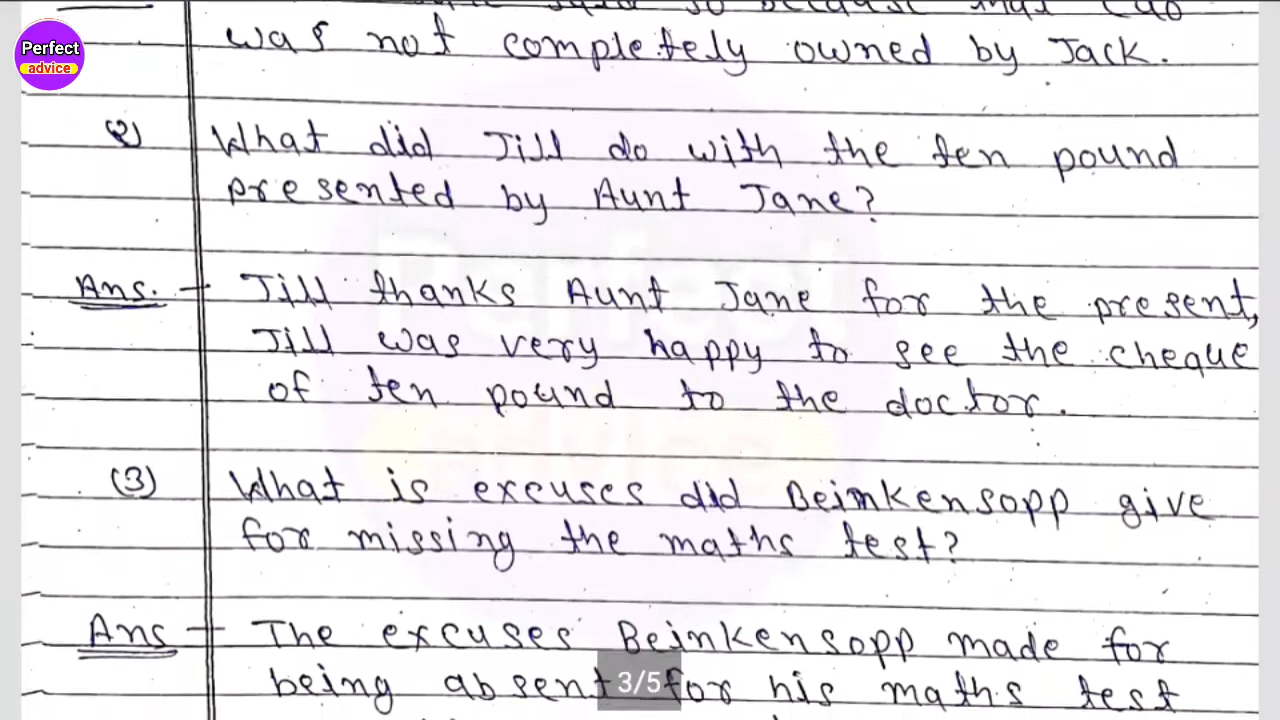 Perfect
advice
was not completely owned by Jack.
2) What did Jill do with the ten pound
presented by Aunt Jane?
Ans. - Jill thanks Aunt Jane for the present,
Jill was very happy to see the cheque
of ten pound to the doctor.
(3) What is excuses did Beinkensopp give
for missing the maths test?
Ans - The excuses Beinkensopp made for
being absent for his maths test
3/5